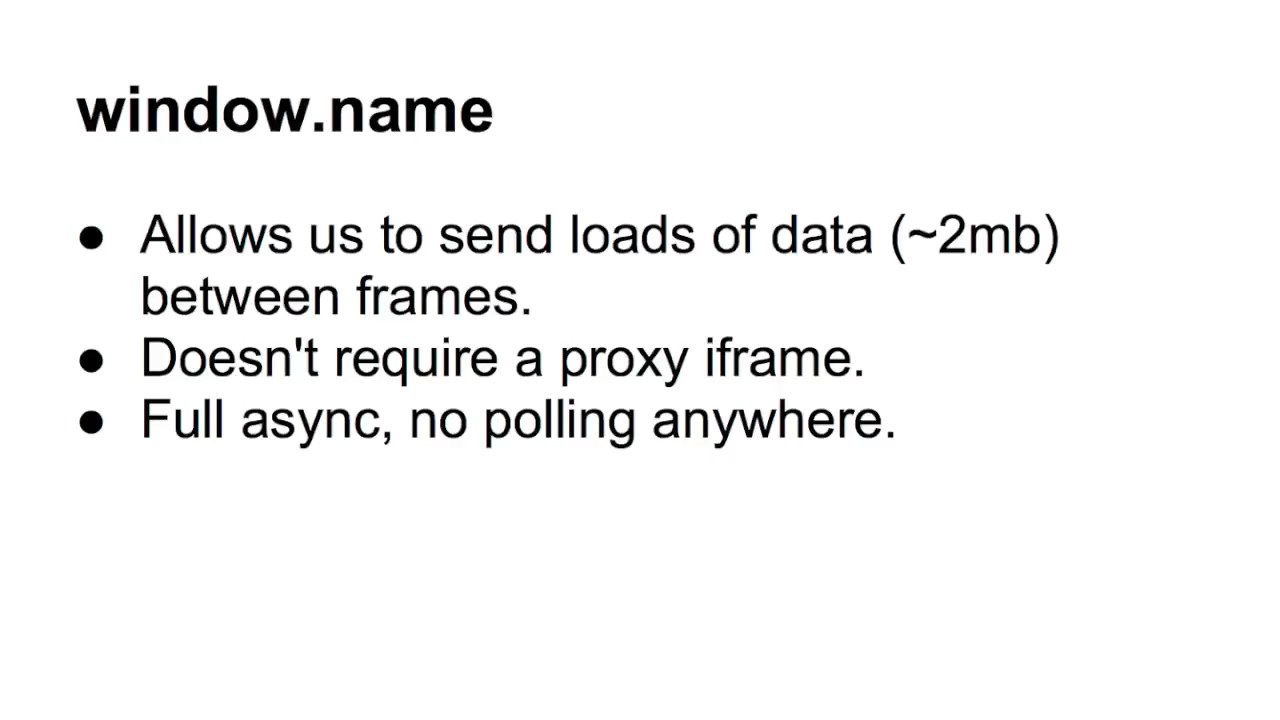 window.name
● Allows us to send loads of data (~2mb)
between frames.
● Doesn't require a proxy iframe.
● Full async, no polling anywhere.